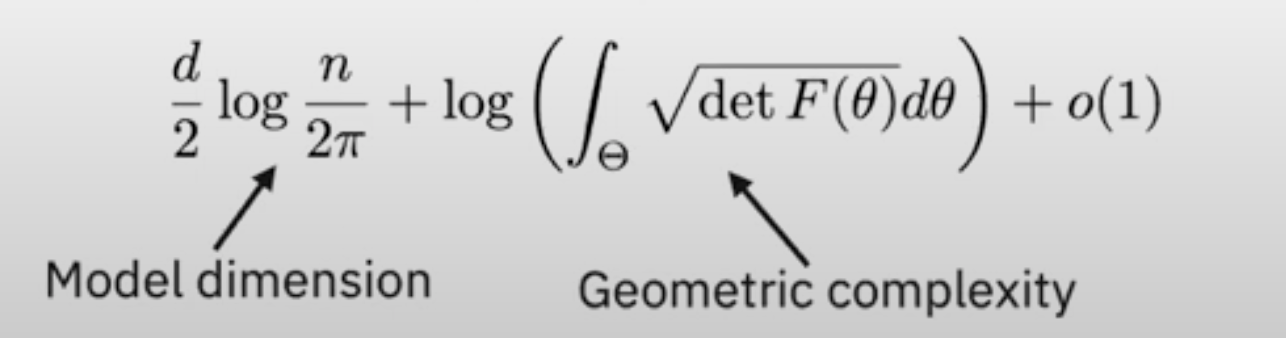 d/2 log n/2π + log (∫_Θ √det F(θ)dθ) + o(1)
Model dimension
Geometric complexity